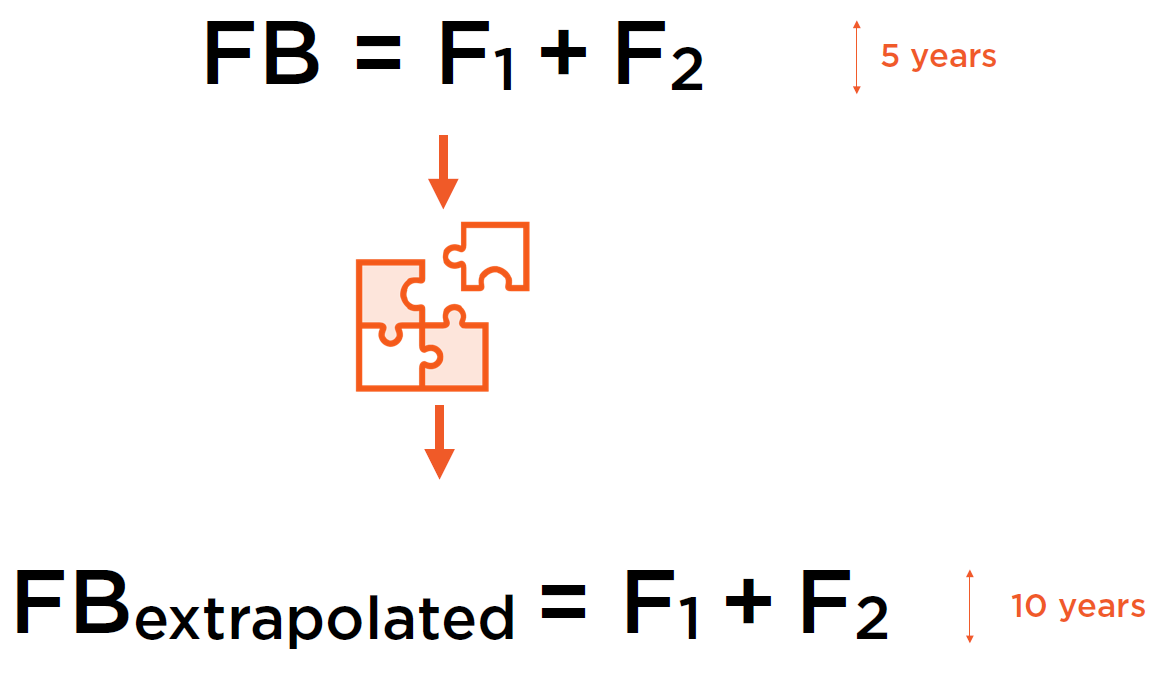 FB = F₁ + F₂
5 years
FBextrapolated = F₁ + F₂
10 years